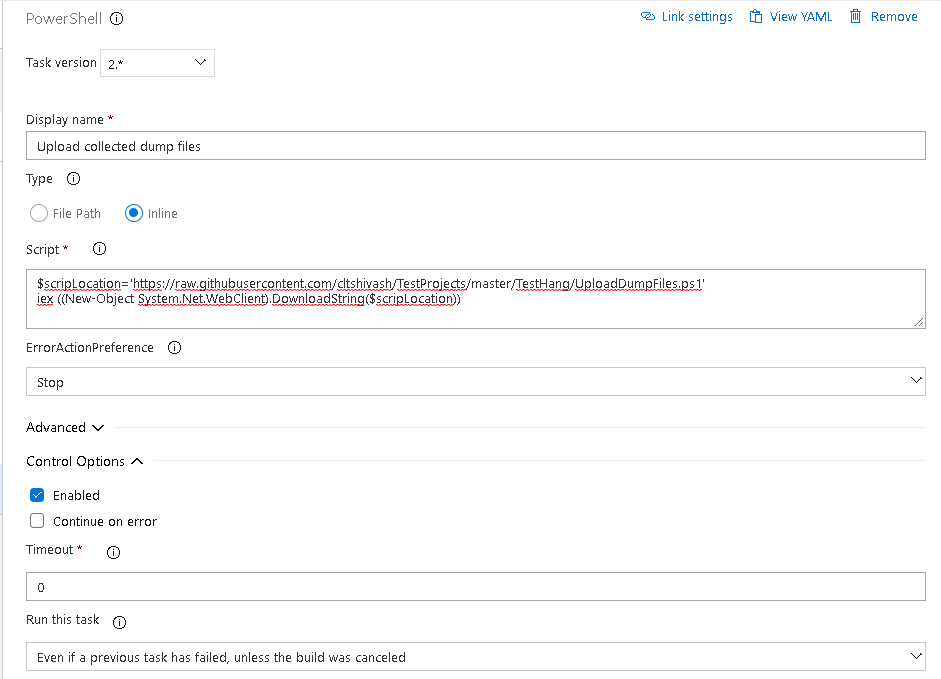 PowerShell
Link settings View YAML Remove
Task version 2.*
Display name *
Upload collected dump files
Type
File Path Inline
Script *
$scripLocation='https://raw.githubusercontent.com/cltshivash/TestProjects/master/TestHang/UploadDumpFiles.ps1'
iex ((New-Object System.Net.WebClient).DownloadString($scripLocation))
ErrorActionPreference
Stop
Advanced
Control Options
Enabled
Continue on error
Timeout *
0
Run this task
Even if a previous task has failed, unless the build was canceled